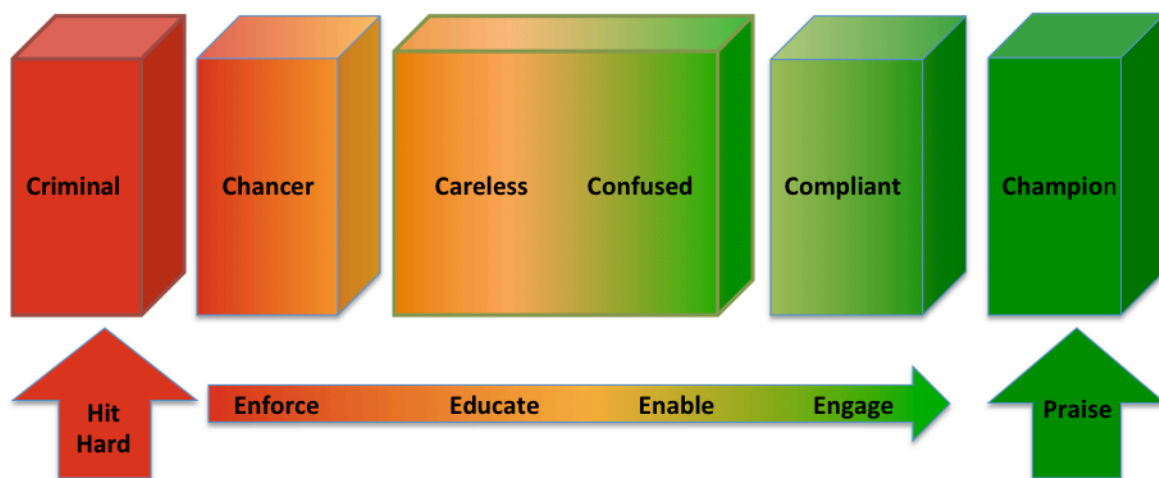 Criminal
Chancer
Careless
Confused
Compliant
Champion
Hit
Hard
Enforce
Educate
Enable
Engage
Praise